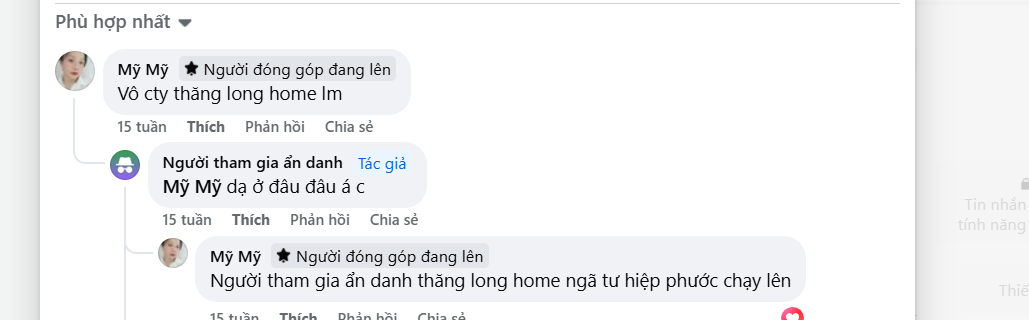 Phù hợp nhất
Mỹ Mỹ Người đóng góp đang lên
Vô cty thăng long home lm
15 tuần Thích Phản hồi Chia sẻ
Người tham gia ẩn danh Tác giả
Mỹ Mỹ dạ ở đâu đâu á c
15 tuần Thích Phản hồi Chia sẻ
Mỹ Mỹ Người đóng góp đang lên
Người tham gia ẩn danh thăng long home ngã tư hiệp phước chạy lên
15 tuần Thích Phản hồi Chia sẻ
Tin nhắn
tính năng